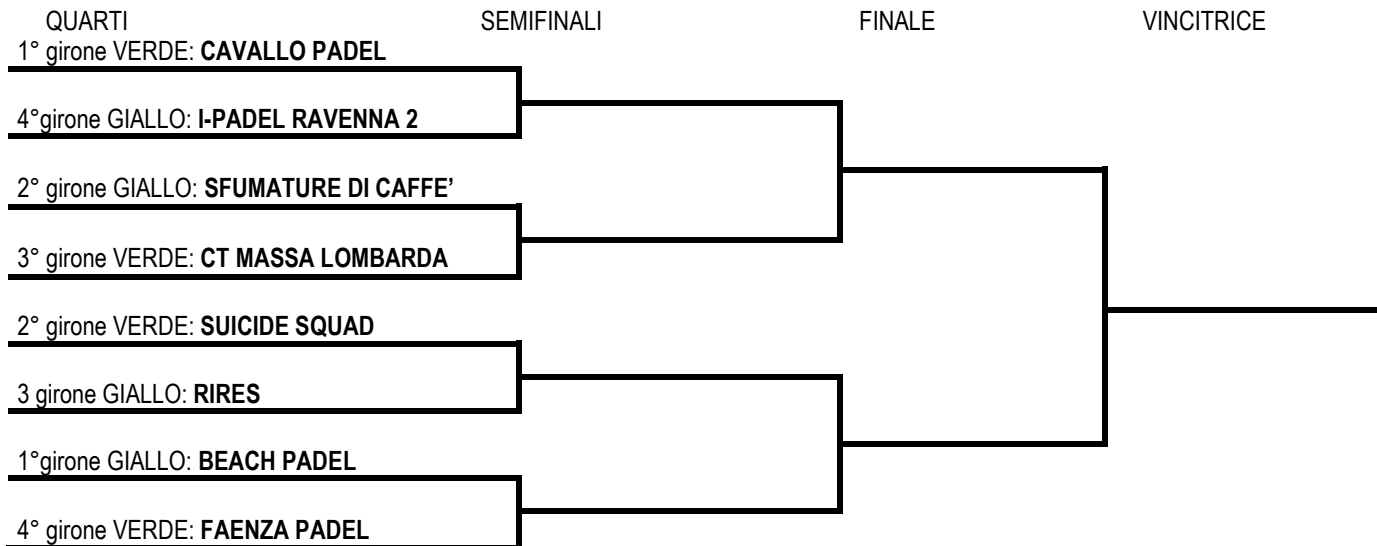 QUARTI SEMIFINALI FINALE VINCITRICE
1° girone VERDE: CAVALLO PADEL
4°girone GIALLO: I-PADEL RAVENNA 2
2° girone GIALLO: SFUMATURE DI CAFFE’
3° girone VERDE: CT MASSA LOMBARDA
2° girone VERDE: SUICIDE SQUAD
3 girone GIALLO: RIRES
1°girone GIALLO: BEACH PADEL
4° girone VERDE: FAENZA PADEL